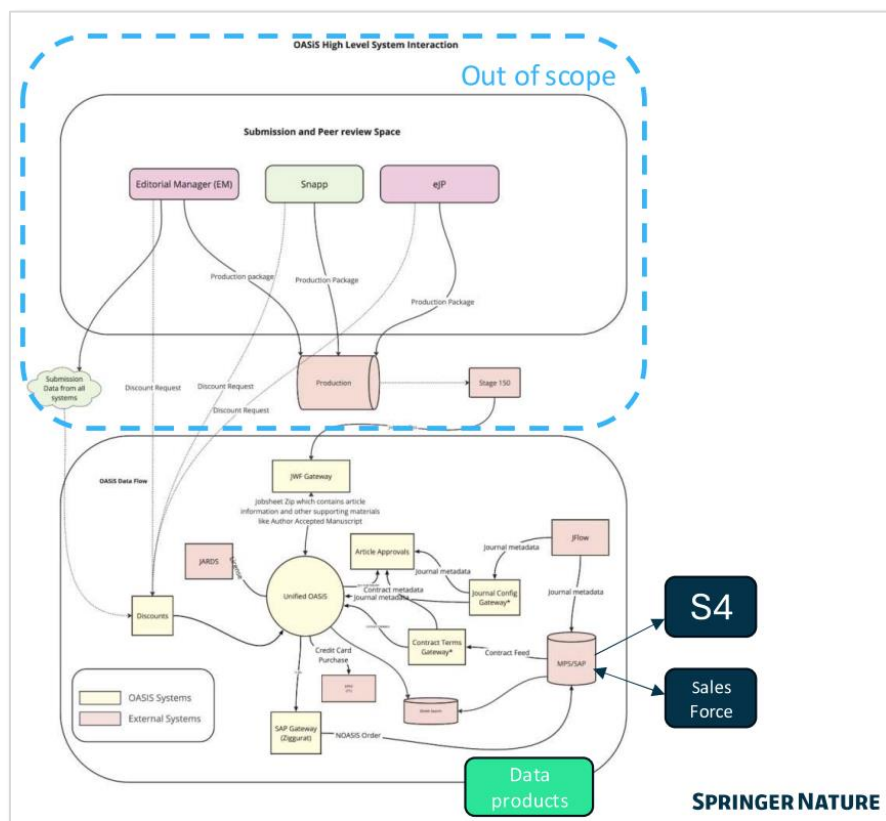 OASiS High Level System Interaction
Out of scope
Submission and Peer review Space
Editorial Manager (EM)
Snapp
eJP
Production package
Production Package
Production Package
Submission
Data from all
systems
Discount Request
Discount Request
Discount Request
Production
Stage 150
OASiS Data Flow
JWF Gateway
Jobsheet Zip which contains article
information and other supporting materials
like Author Accepted Manuscript
JARDS
License
Article Approvals
JFlow
Journal metadata
Journal metadata
Journal metadata
Contract metadata
Journal metadata
Unified OASiS
Journal Config
Gateway*
Discounts
Contract Terms
Gateway*
Contract Feed
MPS/SAP
S4
Sales
Force
Credit Card
Purchase
OASIS Systems
External Systems
SAP Gateway
(Ziggurat)
NOASIS Order
Data
products
SPRINGER NATURE